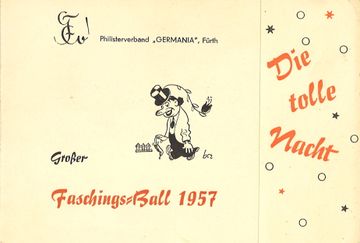 Philisterverband „GERMANIA", Fürth
Großer
Faschings=Ball 1957
Die
tolle
Nacht